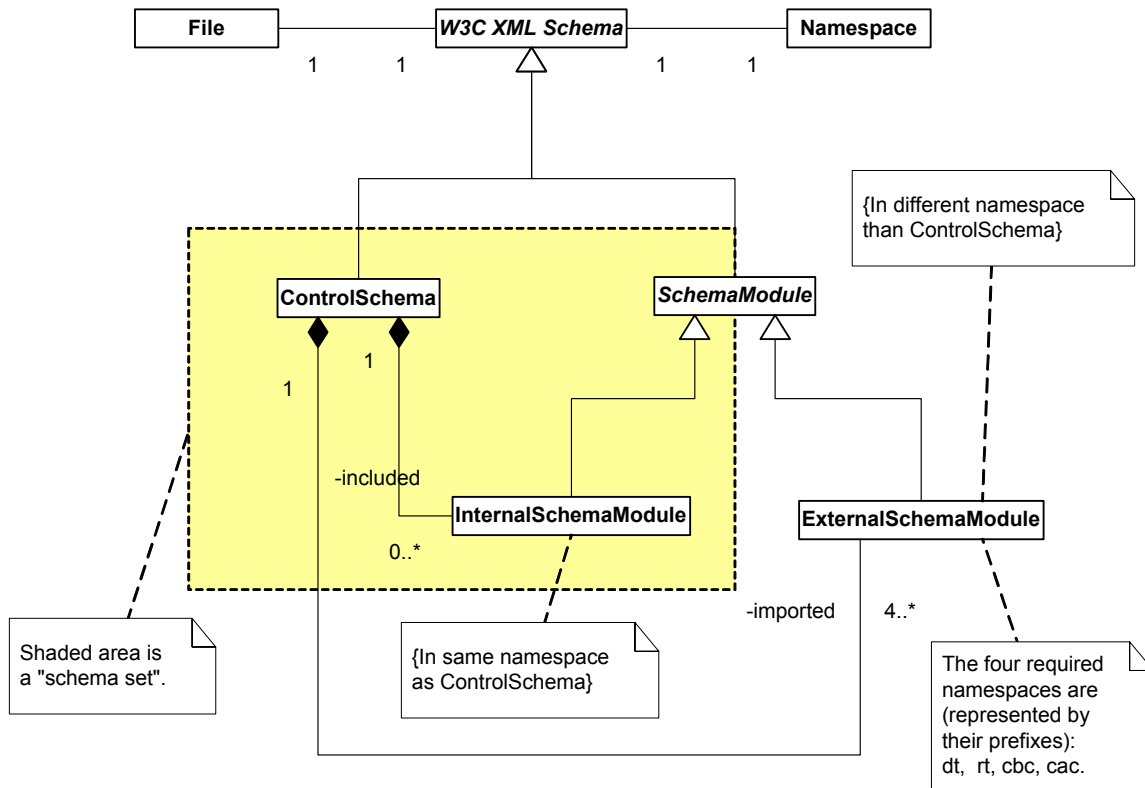 File
W3C XML Schema
Namespace
1
1
1
1
{In different namespace
than ControlSchema}
ControlSchema
SchemaModule
1
1
-included
InternalSchemaModule
ExternalSchemaModule
0..*
-imported
4..*
Shaded area is
a "schema set".
{In same namespace
as ControlSchema}
The four required
namespaces are
(represented by
their prefixes):
dt, rt, cbc, cac.